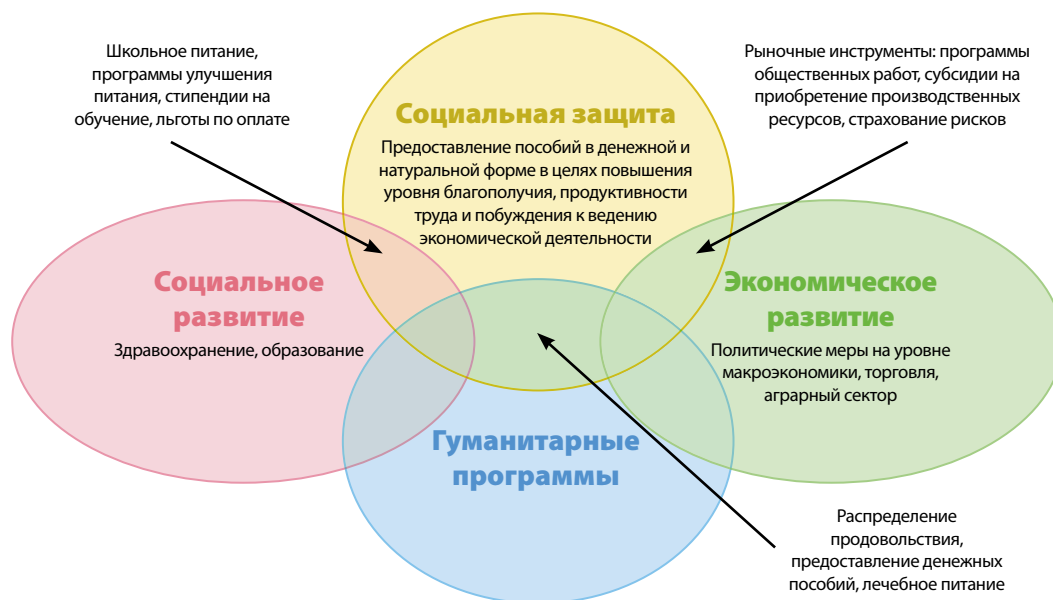 Школьное питание,
программы улучшения
питания, стипендии на
обучение, льготы по оплате
Рыночные инструменты: программы
общественных работ, субсидии на
приобретение производственных
ресурсов, страхование рисков
Социальная защита
Предоставление пособий в денежной и
натуральной форме в целях повышения
уровня благополучия, продуктивности
труда и побуждения к ведению
экономической деятельности
Социальное
развитие
Здравоохранение, образование
Экономическое
развитие
Политические меры на уровне
макроэкономики, торговля,
аграрный сектор
Гуманитарные
программы
Распределение
продовольствия,
предоставление денежных
пособий, лечебное питание